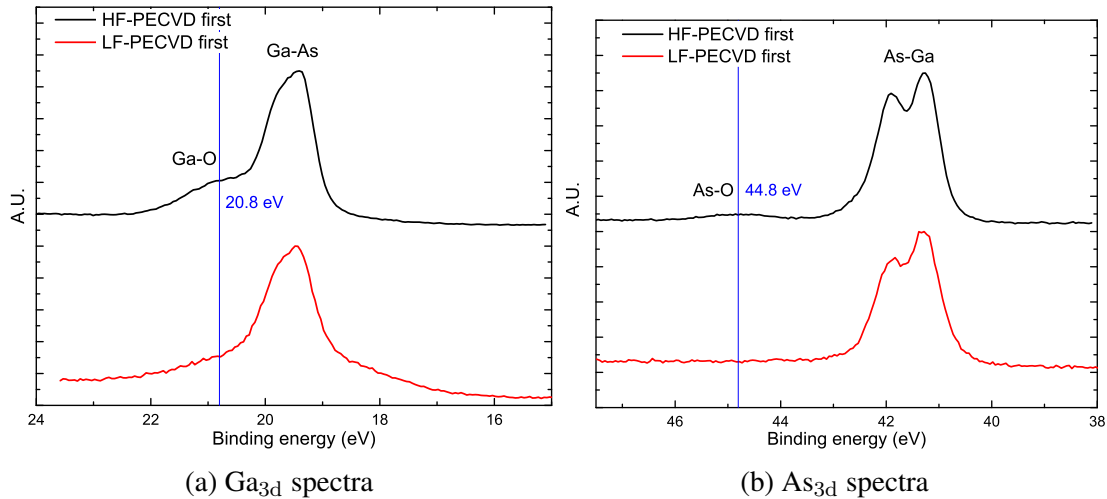 HF-PECVD first
LF-PECVD first
Ga-As
Ga-O
20.8 eV
A.U.
24 22 20 18 16
Binding energy (eV)
(a) Ga3d spectra
HF-PECVD first
LF-PECVD first
As-Ga
As-O 44.8 eV
A.U.
46 44 42 40 38
Binding energy (eV)
(b) As3d spectra